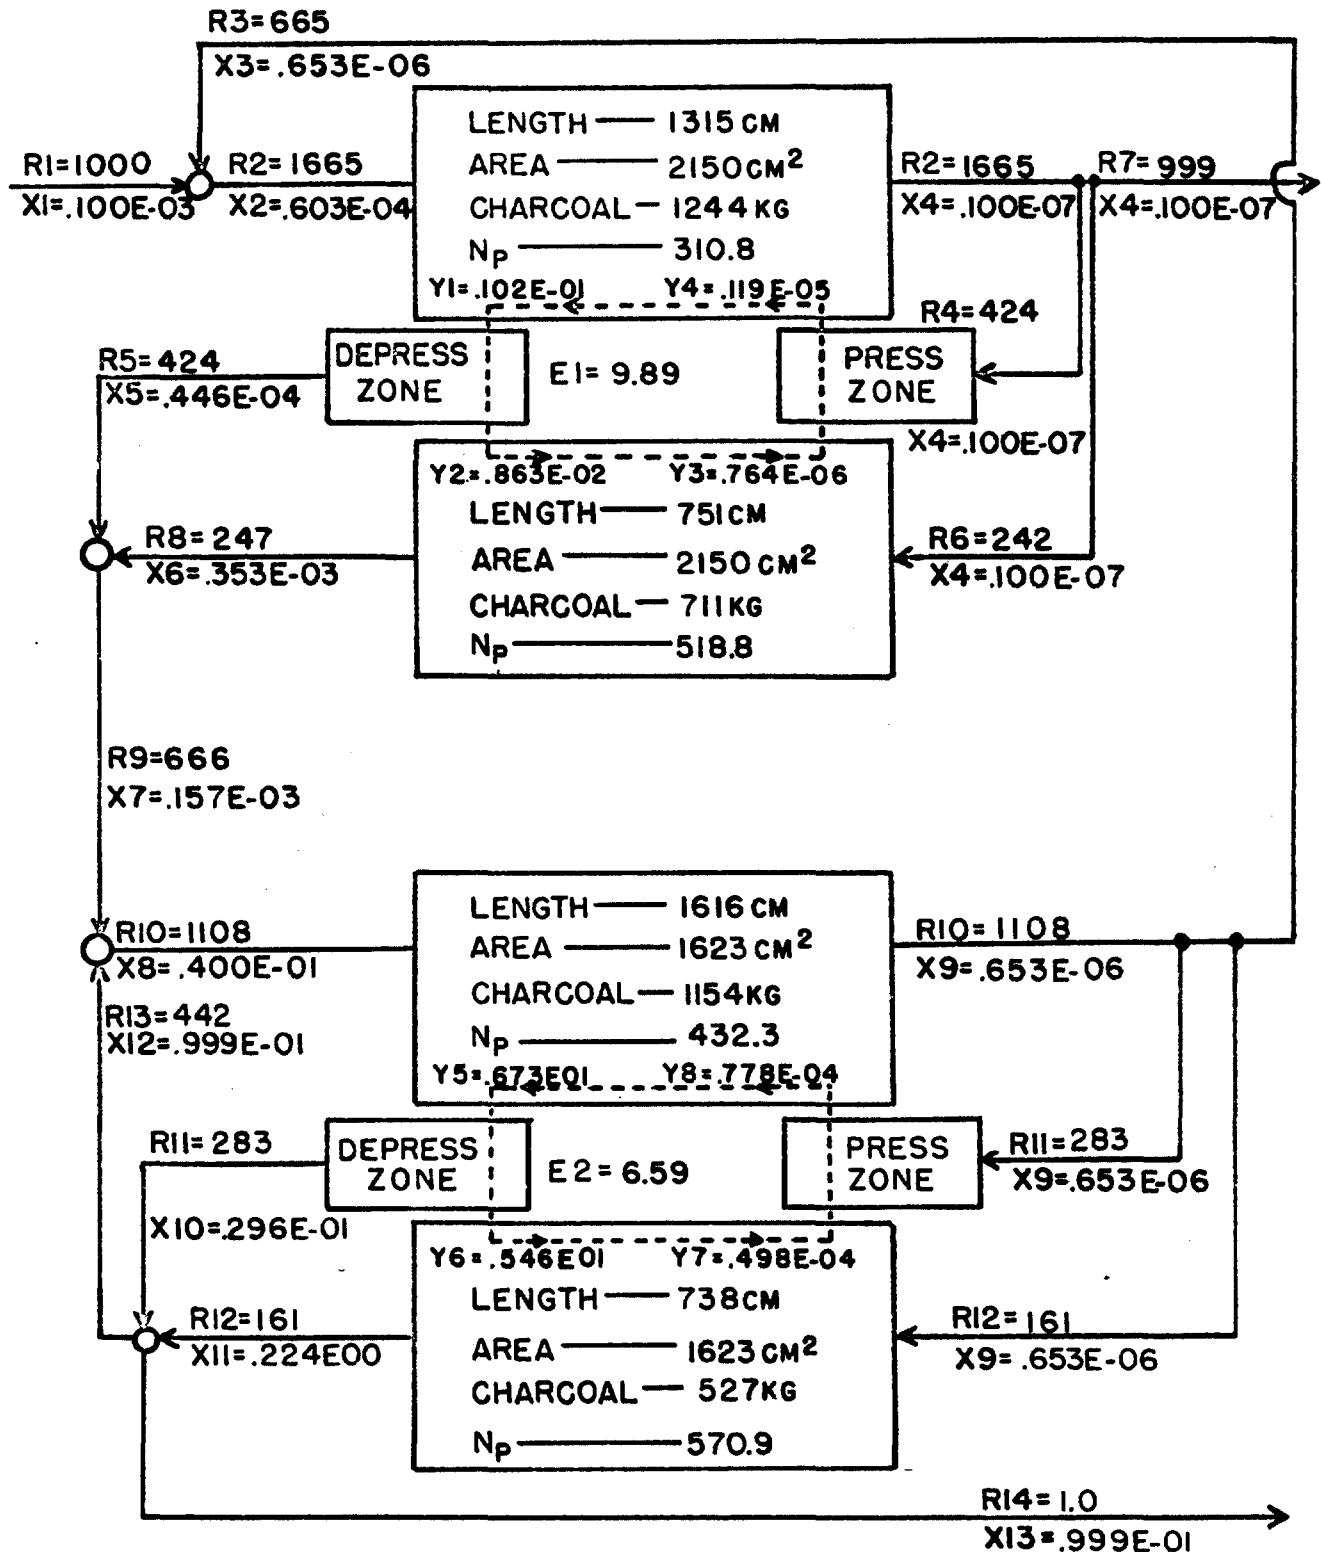 R3=665
X3=.653E-06
R1=1000
X1=.100E-03
R2=1665
X2=.603E-04
LENGTH — 1315 CM
AREA — 2150 CM²
CHARCOAL — 1244 KG
Np — 310.8
Y1=.102E-01
Y4=.119E-05
R2=1665
X4=.100E-07
R7=999
X4=.100E-07
R4=424
DEPRESS
ZONE
E1= 9.89
PRESS
ZONE
X4=.100E-07
R5=424
X5=.446E-04
Y2=.863E-02
Y3=.764E-06
LENGTH — 751 CM
AREA — 2150 CM²
CHARCOAL — 711 KG
Np — 518.8
R8=247
X6=.353E-03
R6=242
X4=.100E-07
R9=666
X7=.157E-03
R10=1108
X8=.400E-01
LENGTH — 1616 CM
AREA — 1623 CM²
CHARCOAL — 1154 KG
Np — 432.3
Y5=.673E01
Y8=.778E-04
R10=1108
X9=.653E-06
R13=442
X12=.999E-01
R11=283
X10=.296E-01
DEPRESS
ZONE
E2= 6.59
PRESS
ZONE
R11=283
X9=.653E-06
Y6=.546E01
Y7=.498E-04
LENGTH — 738 CM
AREA — 1623 CM²
CHARCOAL — 527 KG
Np — 570.9
R12=161
X11=.224E00
R12=161
X9=.653E-06
R14=1.0
X13=.999E-01